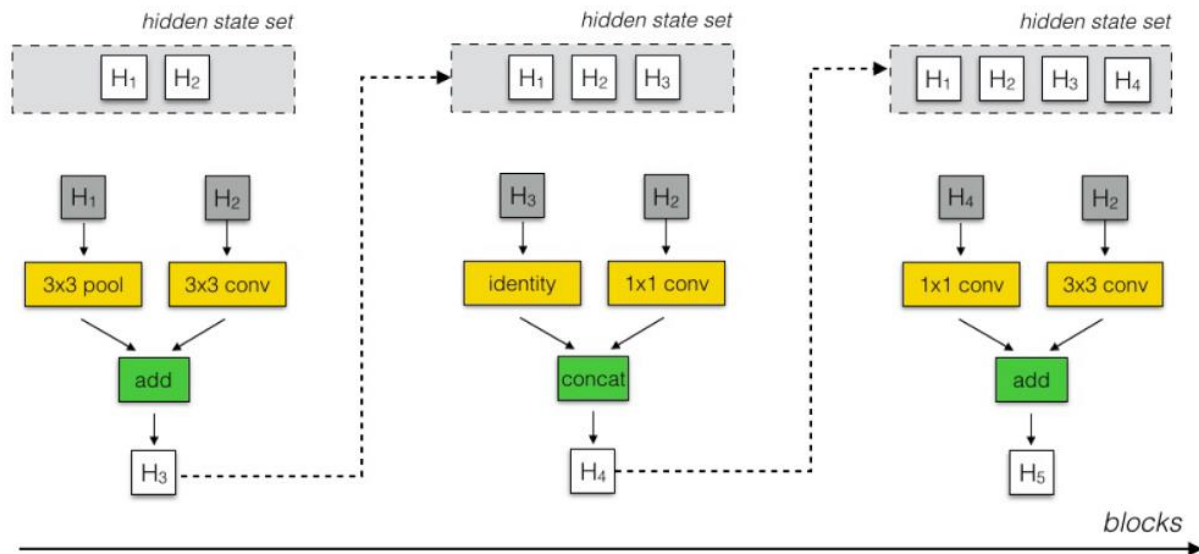 hidden state set
hidden state set
hidden state set
H₁ H₂
H₁ H₂ H₃
H₁ H₂ H₃ H₄
H₁ H₂
H₃ H₂
H₄ H₂
3x3 pool 3x3 conv
identity 1x1 conv
1x1 conv 3x3 conv
add
concat
add
H₃
H₄
H₅
blocks